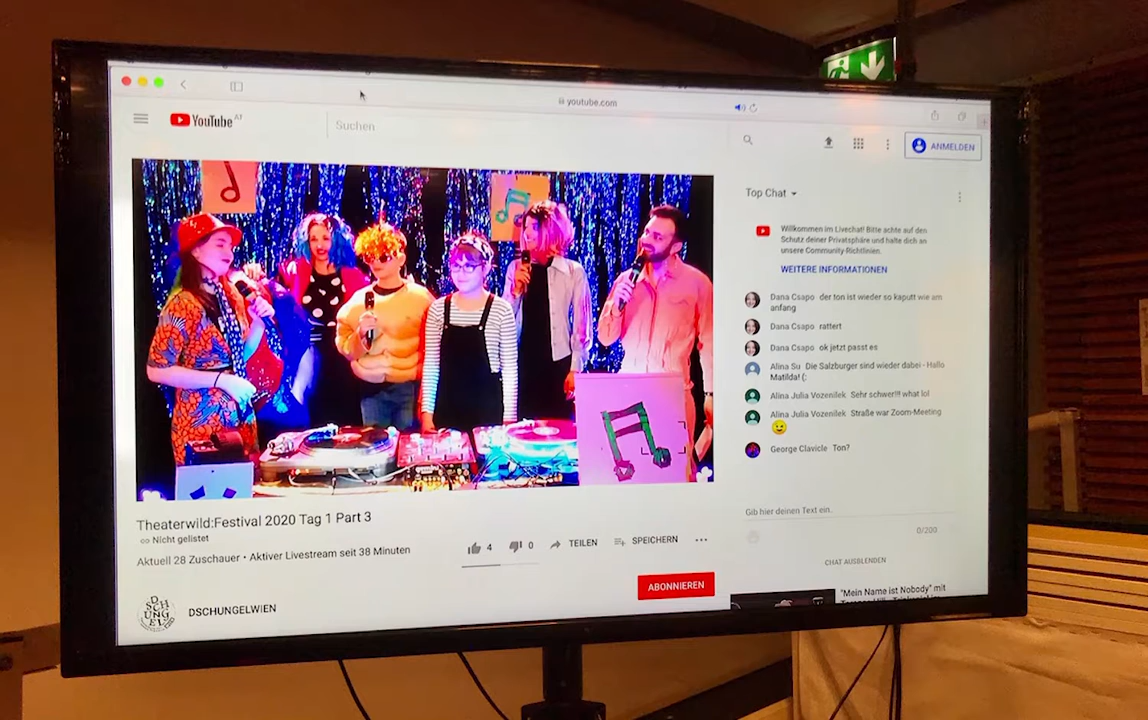 youtube.com
YouTube AT
Suchen
ANMELDEN
Top Chat
Willkommen im Livechat! Bitte achte auf den
Schutz deiner Privatsphäre und halte dich an
unsere Community-Richtlinien.
WEITERE INFORMATIONEN
Dana Csapo der ton ist wieder so kaputt wie am
anfang
Dana Csapo rattert
Dana Csapo ok jetzt passt es
Alina Su Die Salzburger sind wieder dabei - Hallo
Matilda! (:
Alina Julia Vozenilek Sehr schwer!!! what lol
Alina Julia Vozenilek Straße war Zoom-Meeting
😉
George Clavicle Ton?
Gib hier deinen Text ein.
0/200
CHAT AUSBLENDEN
"Mein Name ist Nobody" mit
Theaterwild:Festival 2020 Tag 1 Part 3
Nicht gelistet
Aktuell 28 Zuschauer • Aktiver Livestream seit 38 Minuten
4 0 TEILEN SPEICHERN
ABONNIEREN
DSCHUNGELWIEN